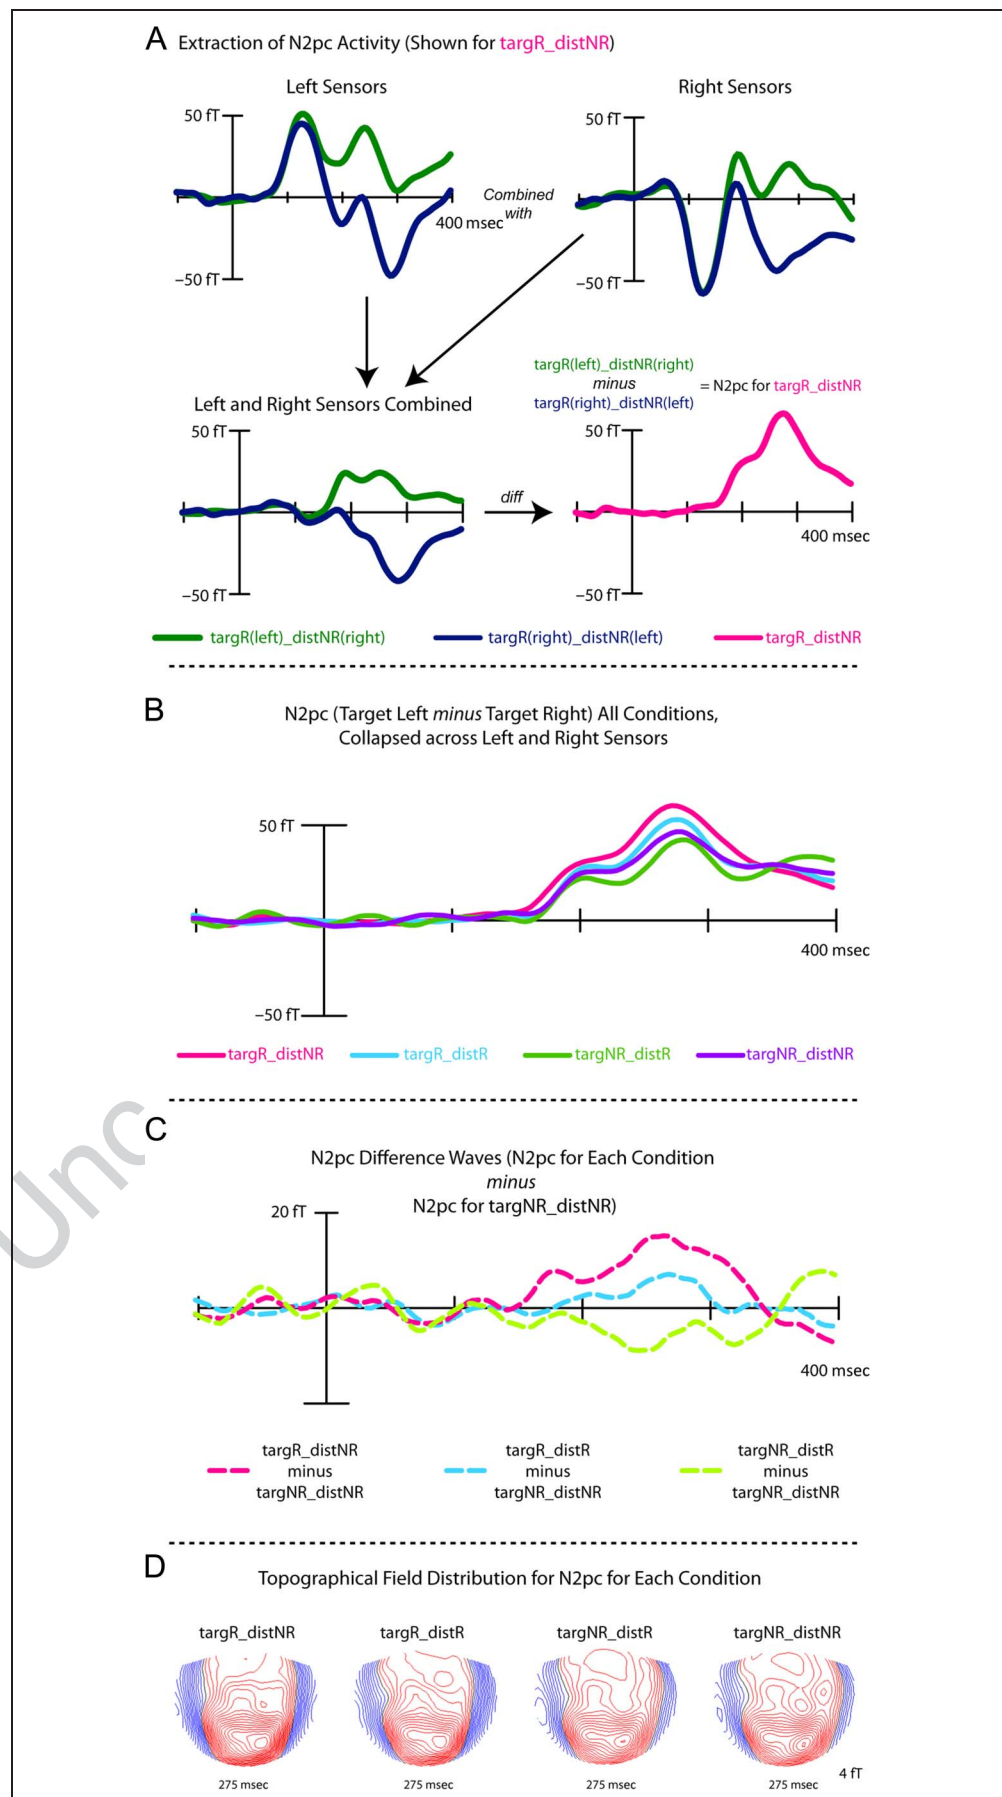 A Extraction of N2pc Activity (Shown for targR_distNR)
Left Sensors
Right Sensors
50 fT
50 fT
Combined
with
400 msec
−50 fT
−50 fT
targR(left)_distNR(right)
minus
targR(right)_distNR(left)
= N2pc for targR_distNR
Left and Right Sensors Combined
50 fT
50 fT
diff
400 msec
−50 fT
−50 fT
targR(left)_distNR(right)
targR(right)_distNR(left)
targR_distNR
B
N2pc (Target Left minus Target Right) All Conditions,
Collapsed across Left and Right Sensors
50 fT
400 msec
−50 fT
targR_distNR
targR_distR
targNR_distR
targNR_distNR
Unc
C
N2pc Difference Waves (N2pc for Each Condition
minus
N2pc for targNR_distNR)
20 fT
400 msec
targR_distNR
minus
targNR_distNR
targR_distR
minus
targNR_distNR
targNR_distR
minus
targNR_distNR
D
Topographical Field Distribution for N2pc for Each Condition
targR_distNR
targR_distR
targNR_distR
targNR_distNR
275 msec
275 msec
275 msec
275 msec
4 fT